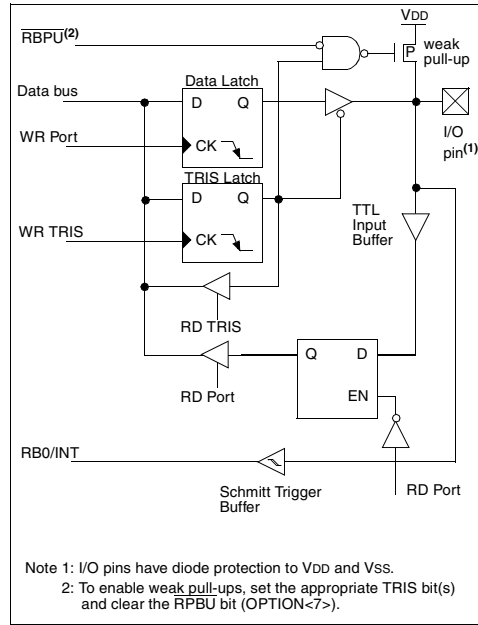 VDD
RBPU(2)
P weak
pull-up
Data Latch
Data bus
D Q
WR Port
CK
I/O
pin(1)
TRIS Latch
D Q
TTL
Input
Buffer
WR TRIS
CK
RD TRIS
Q D
RD Port
EN
RB0/INT
Schmitt Trigger
Buffer
RD Port
Note 1: I/O pins have diode protection to VDD and VSS.
2: To enable weak pull-ups, set the appropriate TRIS bit(s)
and clear the RPBU bit (OPTION<7>).